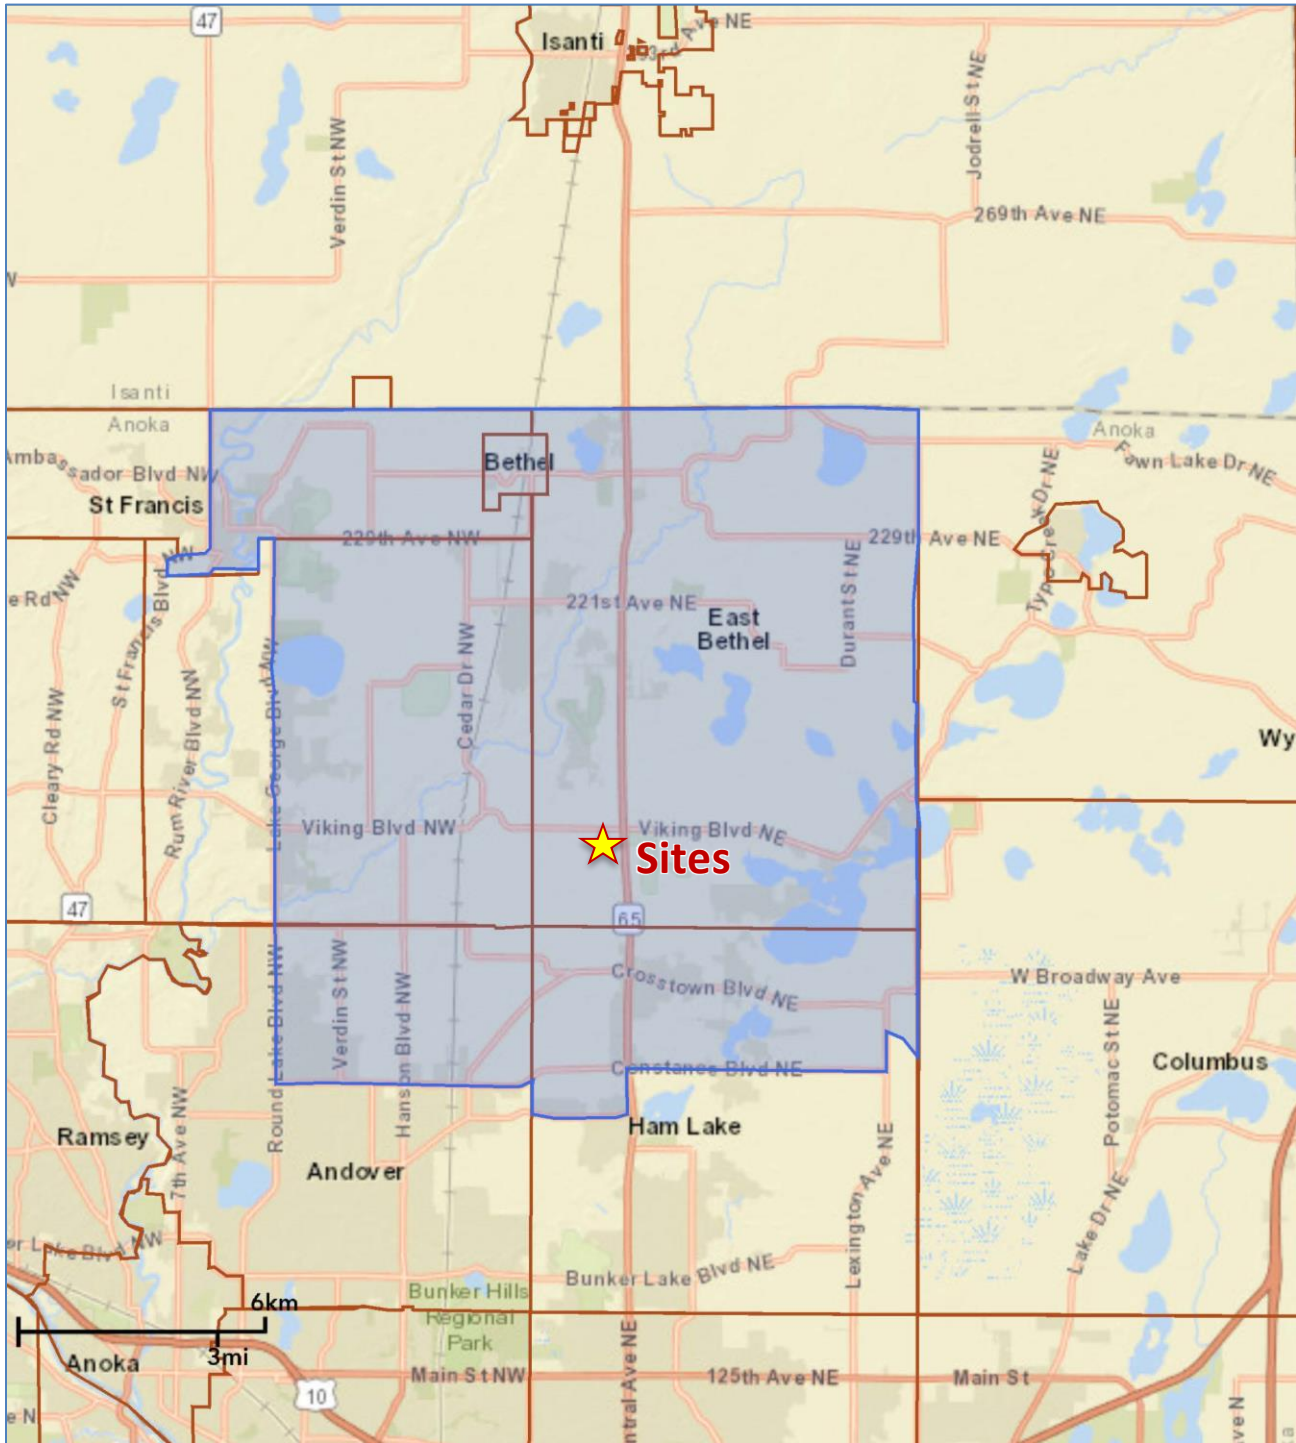 47
Isanti
Ave NE
Jodrell St NE
Verdin St NW
269th Ave NE
Isanti
Anoka
Anoka
Fawn Lake Dr NE
Ambassador Blvd NW
St Francis
Bethel
229th Ave NW
229th Ave NE
221st Ave NE
East
Bethel
Durant St NE
Cedar Dr NW
St Francis Blvd NW
Rum River Blvd NW
Cleary Rd NW
Lake George Blvd NW
Viking Blvd NW
Viking Blvd NE
Sites
47
65
Crosstown Blvd NE
W Broadway Ave
Round Lake Blvd NW
Verdin St NW
Hanson Blvd NW
Constance Blvd NE
Potomac St NE
Columbus
Ham Lake
Ramsey
7th Ave NW
Andover
Lexington Ave NE
Lake Dr NE
Bunker Lake Blvd NE
Bunker Hills
Regional
Park
6km
3mi
Anoka
10
Main St NW
125th Ave NE
Main St